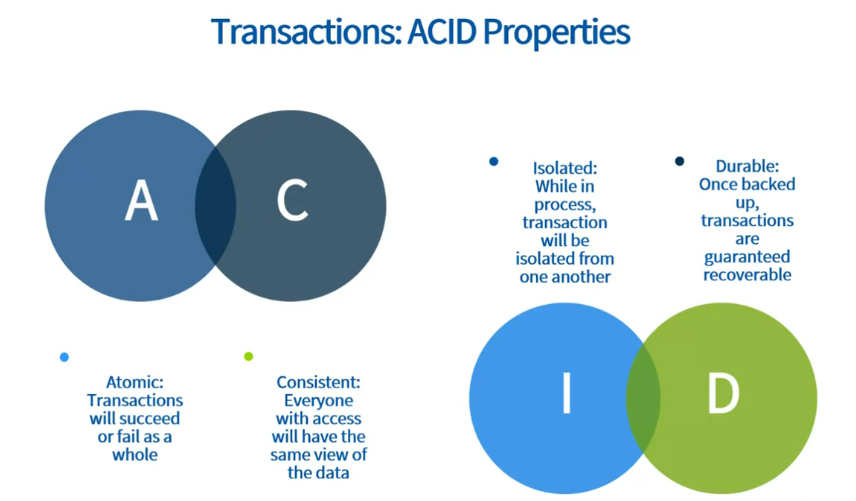 Transactions: ACID Properties
A
C
Atomic:
Transactions
will succeed
or fail as a
whole
Consistent:
Everyone
with access
will have the
same view of
the data
Isolated:
While in
process,
transaction
will be
isolated from
one another
Durable:
Once backed
up,
transactions
are
guaranteed
recoverable
I
D